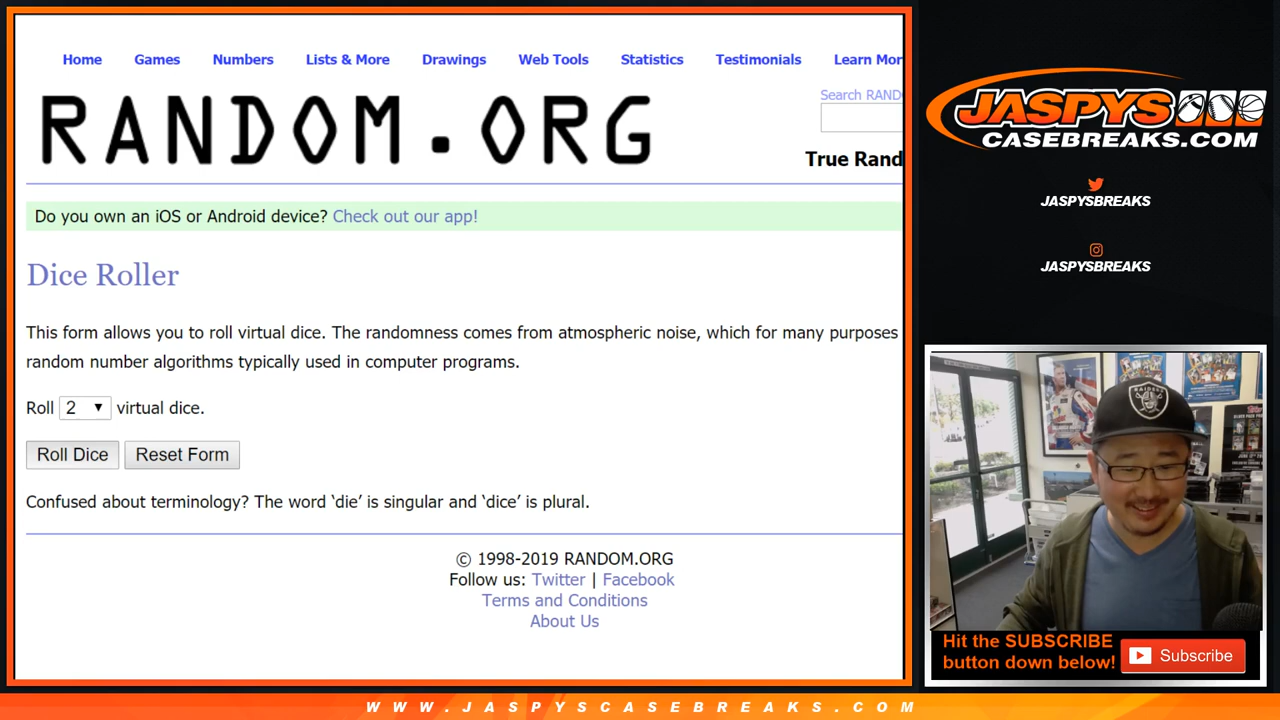 Home Games Numbers Lists & More Drawings Web Tools Statistics Testimonials Learn Mor
RANDOM.ORG
Search RAND
True Rand
Do you own an iOS or Android device? Check out our app!
Dice Roller
This form allows you to roll virtual dice. The randomness comes from atmospheric noise, which for many purposes
random number algorithms typically used in computer programs.
Roll 2 virtual dice.
Roll Dice Reset Form
Confused about terminology? The word ‘die’ is singular and ‘dice’ is plural.
© 1998-2019 RANDOM.ORG
Follow us: Twitter | Facebook
Terms and Conditions
About Us
JASPYS
CASEBREAKS.COM
JASPYSBREAKS
JASPYSBREAKS
RAIDERS
Hit the SUBSCRIBE
button down below!
Subscribe
WWW.JASPYSCASEBREAKS.COM